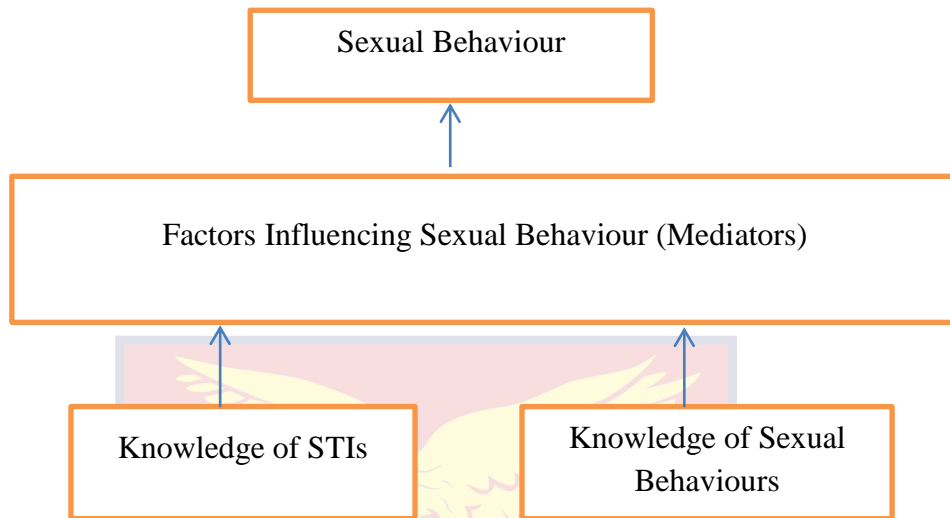 Sexual Behaviour
Factors Influencing Sexual Behaviour (Mediators)
Knowledge of STIs
Knowledge of Sexual
Behaviours